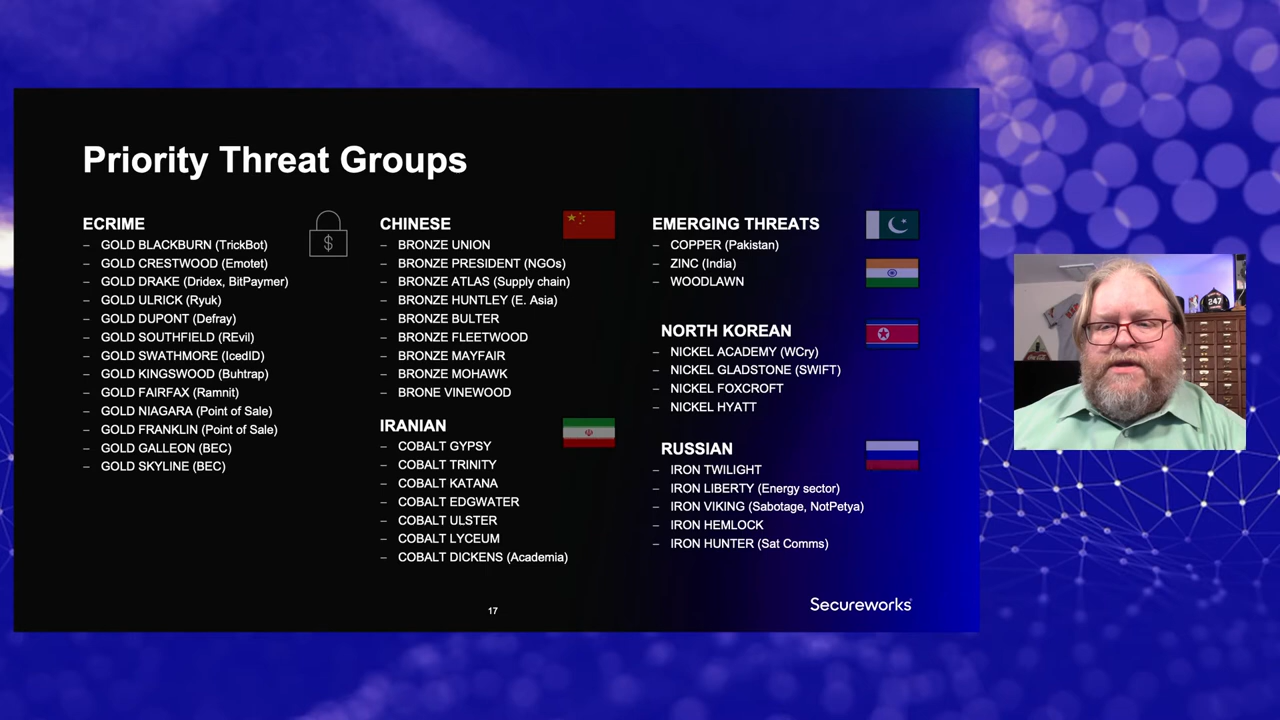 Priority Threat Groups
ECRIME
– GOLD BLACKBURN (TrickBot)
– GOLD CRESTWOOD (Emotet)
– GOLD DRAKE (Dridex, BitPaymer)
– GOLD ULRICK (Ryuk)
– GOLD DUPONT (Defray)
– GOLD SOUTHFIELD (REvil)
– GOLD SWATHMORE (IcedID)
– GOLD KINGSWOOD (Buhtrap)
– GOLD FAIRFAX (Ramnit)
– GOLD NIAGARA (Point of Sale)
– GOLD FRANKLIN (Point of Sale)
– GOLD GALLEON (BEC)
– GOLD SKYLINE (BEC)
$
CHINESE
– BRONZE UNION
– BRONZE PRESIDENT (NGOs)
– BRONZE ATLAS (Supply chain)
– BRONZE HUNTLEY (E. Asia)
– BRONZE BULTER
– BRONZE FLEETWOOD
– BRONZE MAYFAIR
– BRONZE MOHAWK
– BRONE VINEWOOD
IRANIAN
– COBALT GYPSY
– COBALT TRINITY
– COBALT KATANA
– COBALT EDGWATER
– COBALT ULSTER
– COBALT LYCEUM
– COBALT DICKENS (Academia)
EMERGING THREATS
– COPPER (Pakistan)
– ZINC (India)
– WOODLAWN
NORTH KOREAN
– NICKEL ACADEMY (WCry)
– NICKEL GLADSTONE (SWIFT)
– NICKEL FOXCROFT
– NICKEL HYATT
RUSSIAN
– IRON TWILIGHT
– IRON LIBERTY (Energy sector)
– IRON VIKING (Sabotage, NotPetya)
– IRON HEMLOCK
– IRON HUNTER (Sat Comms)
17
Secureworks
247